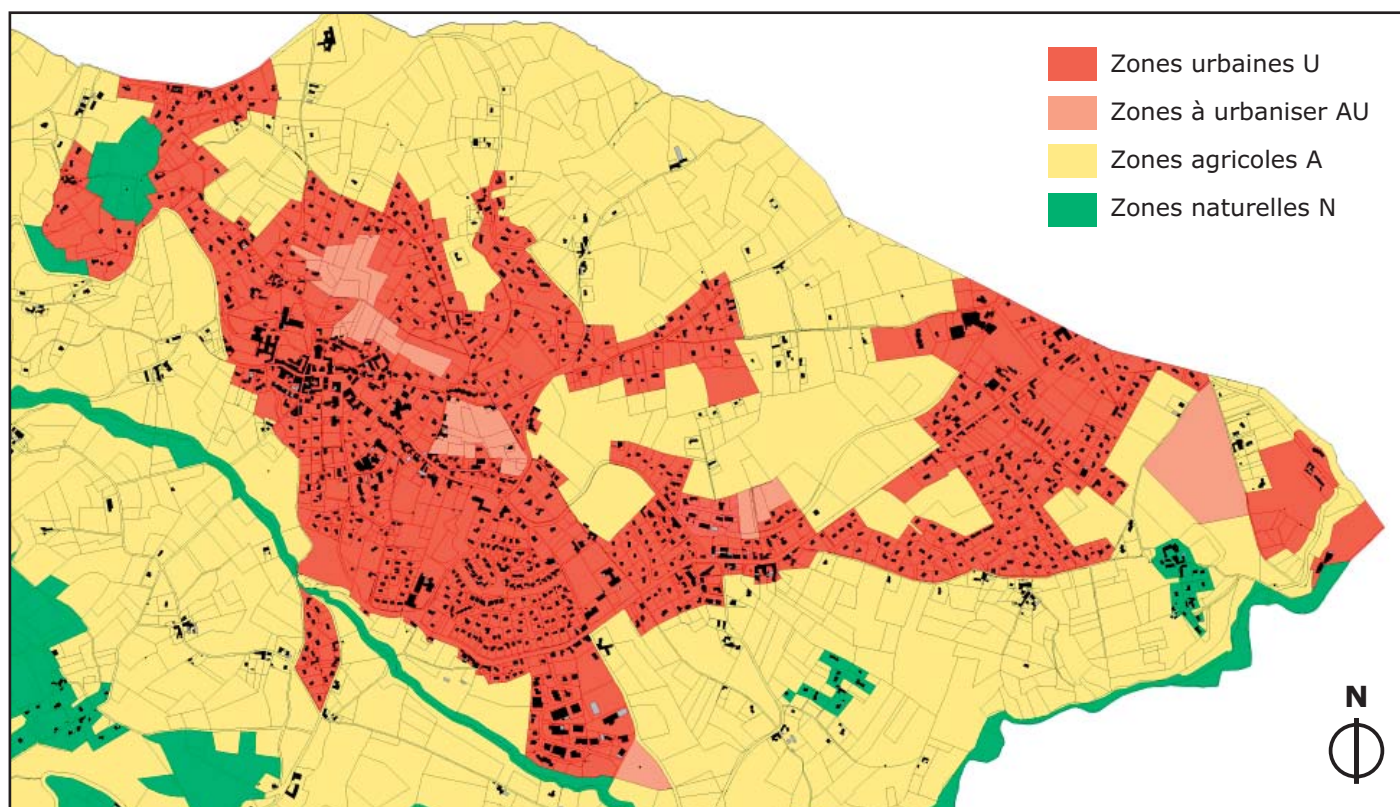 Zones urbaines U
Zones à urbaniser AU
Zones agricoles A
Zones naturelles N
N